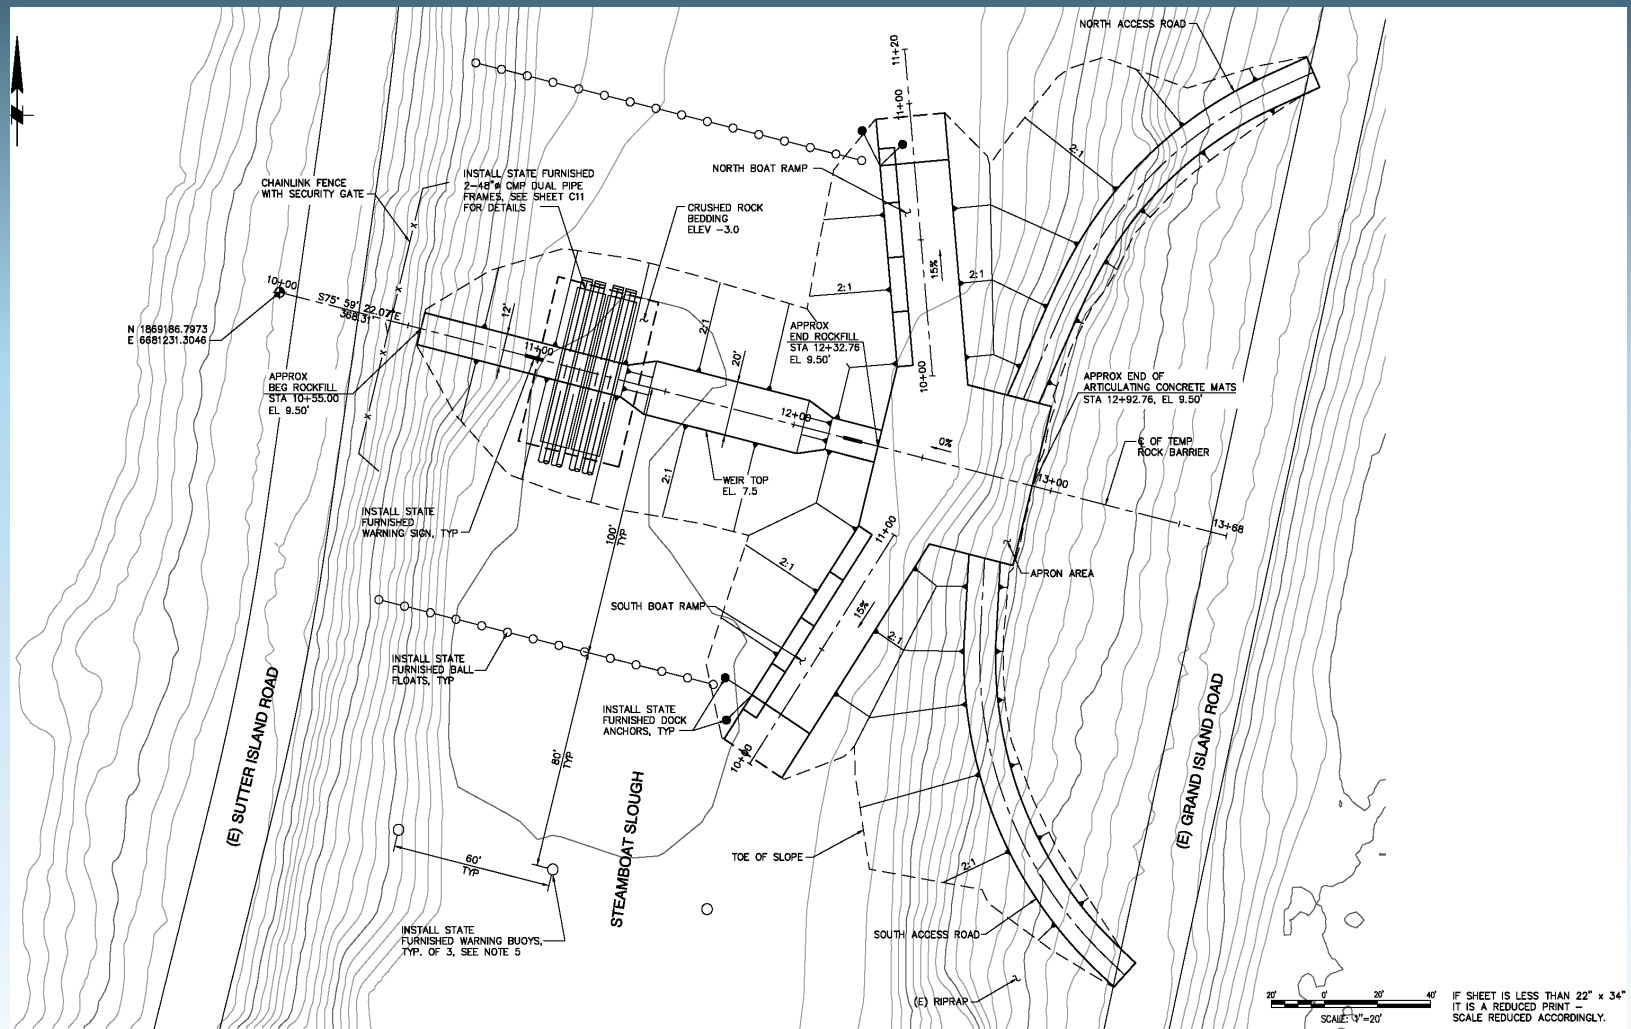 NORTH ACCESS ROAD
11+20
11+00
2:1
NORTH BOAT RAMP
INSTALL STATE FURNISHED
2-48"ø CMP DUAL PIPE
FRAMES, SEE SHEET C11
FOR DETAILS
CHAINLINK FENCE
WITH SECURITY GATE
CRUSHED ROCK
BEDDING
ELEV -3.0
15%
2:1
2:1
10+00
S75° 59' 22.07"E
368.31'
12'
N 1869186.7973
E 6681231.3046
2:1
APPROX
END ROCKFILL
STA 12+32.76
EL 9.50'
11+00
20'
10+00
APPROX
BEG ROCKFILL
STA 10+55.00
EL 9.50'
APPROX END OF
ARTICULATING CONCRETE MATS
STA 12+92.76, EL 9.50'
12+00
0%
℄ OF TEMP
ROCK BARRIER
2:1
WEIR TOP
EL. 7.5
13+00
13+68
INSTALL STATE
FURNISHED
WARNING SIGN, TYP
100'
TYP
11+00
2:1
APRON AREA
SOUTH BOAT RAMP
15%
2:1
INSTALL STATE
FURNISHED BALL
FLOATS, TYP
INSTALL STATE
FURNISHED DOCK
ANCHORS, TYP
10+00
80'
TYP
(E) SUTTER ISLAND ROAD
STEAMBOAT SLOUGH
(E) GRAND ISLAND ROAD
60'
TYP
TOE OF SLOPE
2:1
INSTALL STATE
FURNISHED WARNING BUOYS,
TYP. OF 3, SEE NOTE 5
SOUTH ACCESS ROAD
(E) RIPRAP
20' 0' 20' 40'
SCALE: 1"=20'
IF SHEET IS LESS THAN 22" x 34"
IT IS A REDUCED PRINT -
SCALE REDUCED ACCORDINGLY.